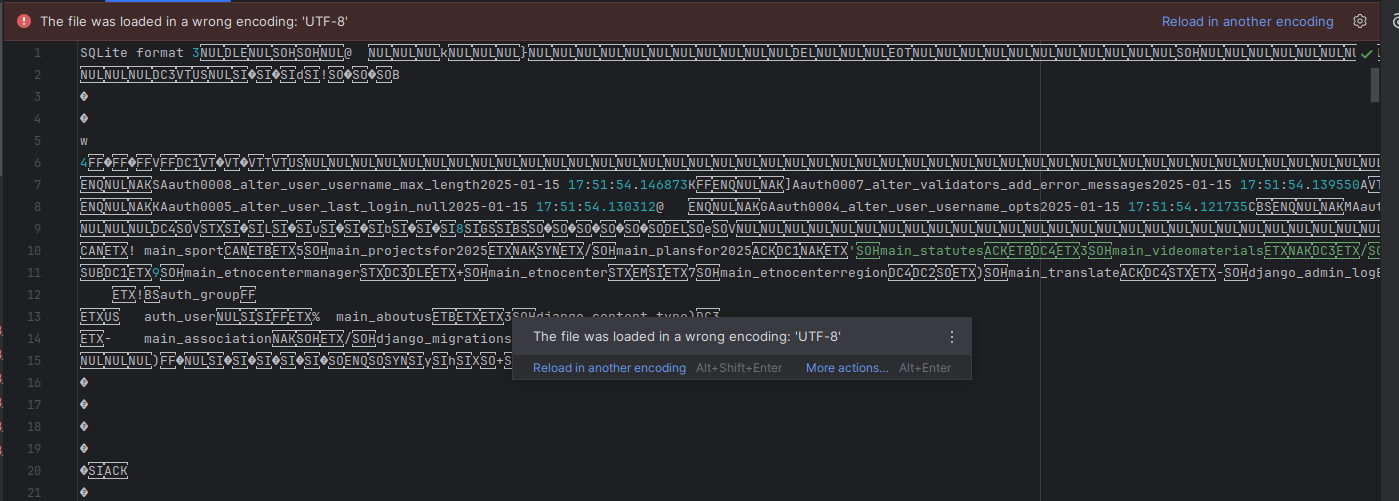 The file was loaded in a wrong encoding: 'UTF-8' Reload in another encoding
1 SQLite format 3NULDLENULSOHSOHNUL@ NULNULNULkNULNULNUL}NULNULNULNULNULNULNULNULNULNULNULDELNULNULNULEOTNULNULNULNULNULNULNULNULNULNULNULSOHNULNULNULNULNULNULNU
2 NULNULNULDC3VTUSNULSI�SI�SIdSI!SO�SO�SOB
3 �
4 �
5 w
6 4FF�FF�FFVFFDC1VT�VT�VTTVTUSNULNULNULNULNULNULNULNULNULNULNULNULNULNULNULNULNULNULNULNULNULNULNULNULNULNULNULNULNULNULNULNULNULNULNULNULNULNULNULNULNULNULNULNULNUL
7 ENQNULNAKSAauth0008_alter_user_username_max_length2025-01-15 17:51:54.146873KFFENQNULNAK]Aauth0007_alter_validators_add_error_messages2025-01-15 17:51:54.139550AVT
8 ENQNULNAKKAauth0005_alter_user_last_login_null2025-01-15 17:51:54.130312@ ENQNULNAKGAauth0004_alter_user_username_opts2025-01-15 17:51:54.121735CBSENQNULNAKMAaut
9 NULNULNULDC4SOVSTXSI�SILSI�SIuSI�SI�SIbSI�SI�SI8SIGSSIBSSO�SO�SO�SO�SO�SODELSOeSOVNULNULNULNULNULNULNULNULNULNULNULNULNULNULNULNULNULNULNULNULNULNULNULNULNULNULNUL
10 CANETX! main_sportCANETBETX5SOHmain_projectsfor2025ETXNAKSYNETX/SOHmain_plansfor2025ACKDC1NAKETX'SOHmain_statutesACKETBDC4ETX3SOHmain_videomaterialsETXNAKDC3ETX/SO
11 SUBDC1ETX9SOHmain_etnocentermanagerSTXDC3DLEETX+SOHmain_etnocenterSTXEMSIETX7SOHmain_etnocenterregionDC4DC2SOETX)SOHmain_translateACKDC4STXETX-SOHdjango_admin_logE
12 ETX!BSauth_groupFF
13 ETXUS auth_userNULSISIFFETX% main_aboutusETBETXETX3SOHdjango_content_type)DC3
14 ETX- main_associationNAKSOHETX/SOHdjango_migrations
15 NULNULNUL)FF�NULSI�SI�SI�SI�SI�SOENQSOSYNSIySIhSIXSO+S
16 �
17 �
18 �
19 �
20 �SIACK
21 �
The file was loaded in a wrong encoding: 'UTF-8'
Reload in another encoding Alt+Shift+Enter More actions... Alt+Enter